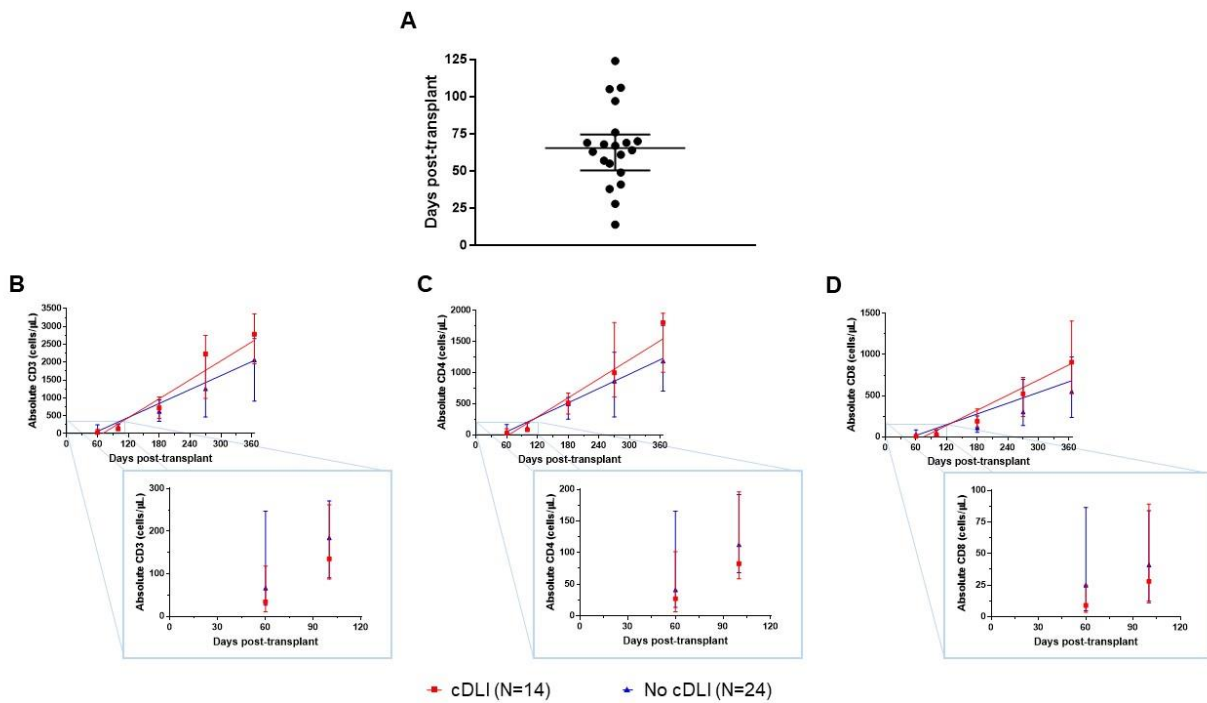 A
Days post-transplant
125
100
75
50
25
0
B
Absolute CD3 (cells/µL)
3500
3000
2500
2000
1500
1000
500
0
0 60 120 180 240 300 360
Days post-transplant
Absolute CD3 (cells/µL)
300
200
100
0
0 30 60 90 120
Days post-transplant
C
Absolute CD4 (cells/µL)
2000
1500
1000
500
0
0 60 120 180 240 300 360
Days post-transplant
Absolute CD4 (cells/µL)
200
150
100
50
0
0 30 60 90 120
Days post-transplant
D
Absolute CD8 (cells/µL)
1500
1000
500
0
0 60 120 180 240 300 360
Days post-transplant
Absolute CD8 (cells/µL)
100
75
50
25
0
0 30 60 90 120
Days post-transplant
cDLI (N=14) No cDLI (N=24)